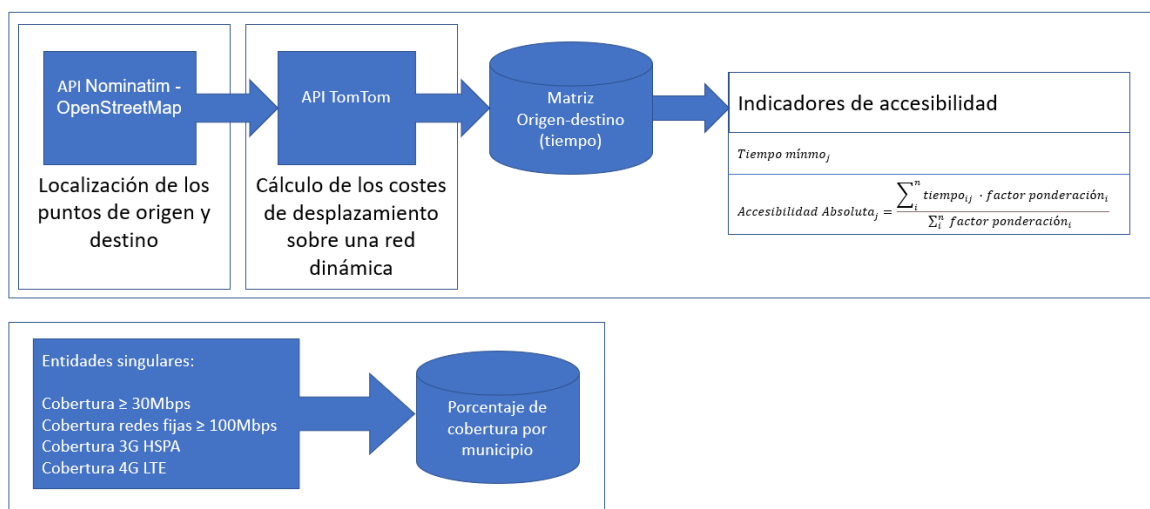 API Nominatim -
OpenStreetMap
Localización de los
puntos de origen y
destino
API TomTom
Cálculo de los costes
de desplazamiento
sobre una red
dinámica
Matriz
Origen-destino
(tiempo)
Indicadores de accesibilidad
Tiempo mínmo_j
Accesibilidad Absoluta_j = ∑_i^n tiempo_ij · factor ponderación_i / ∑_i^n factor ponderación_i
Entidades singulares:
Cobertura ≥ 30Mbps
Cobertura redes fijas ≥ 100Mbps
Cobertura 3G HSPA
Cobertura 4G LTE
Porcentaje de
cobertura por
municipio